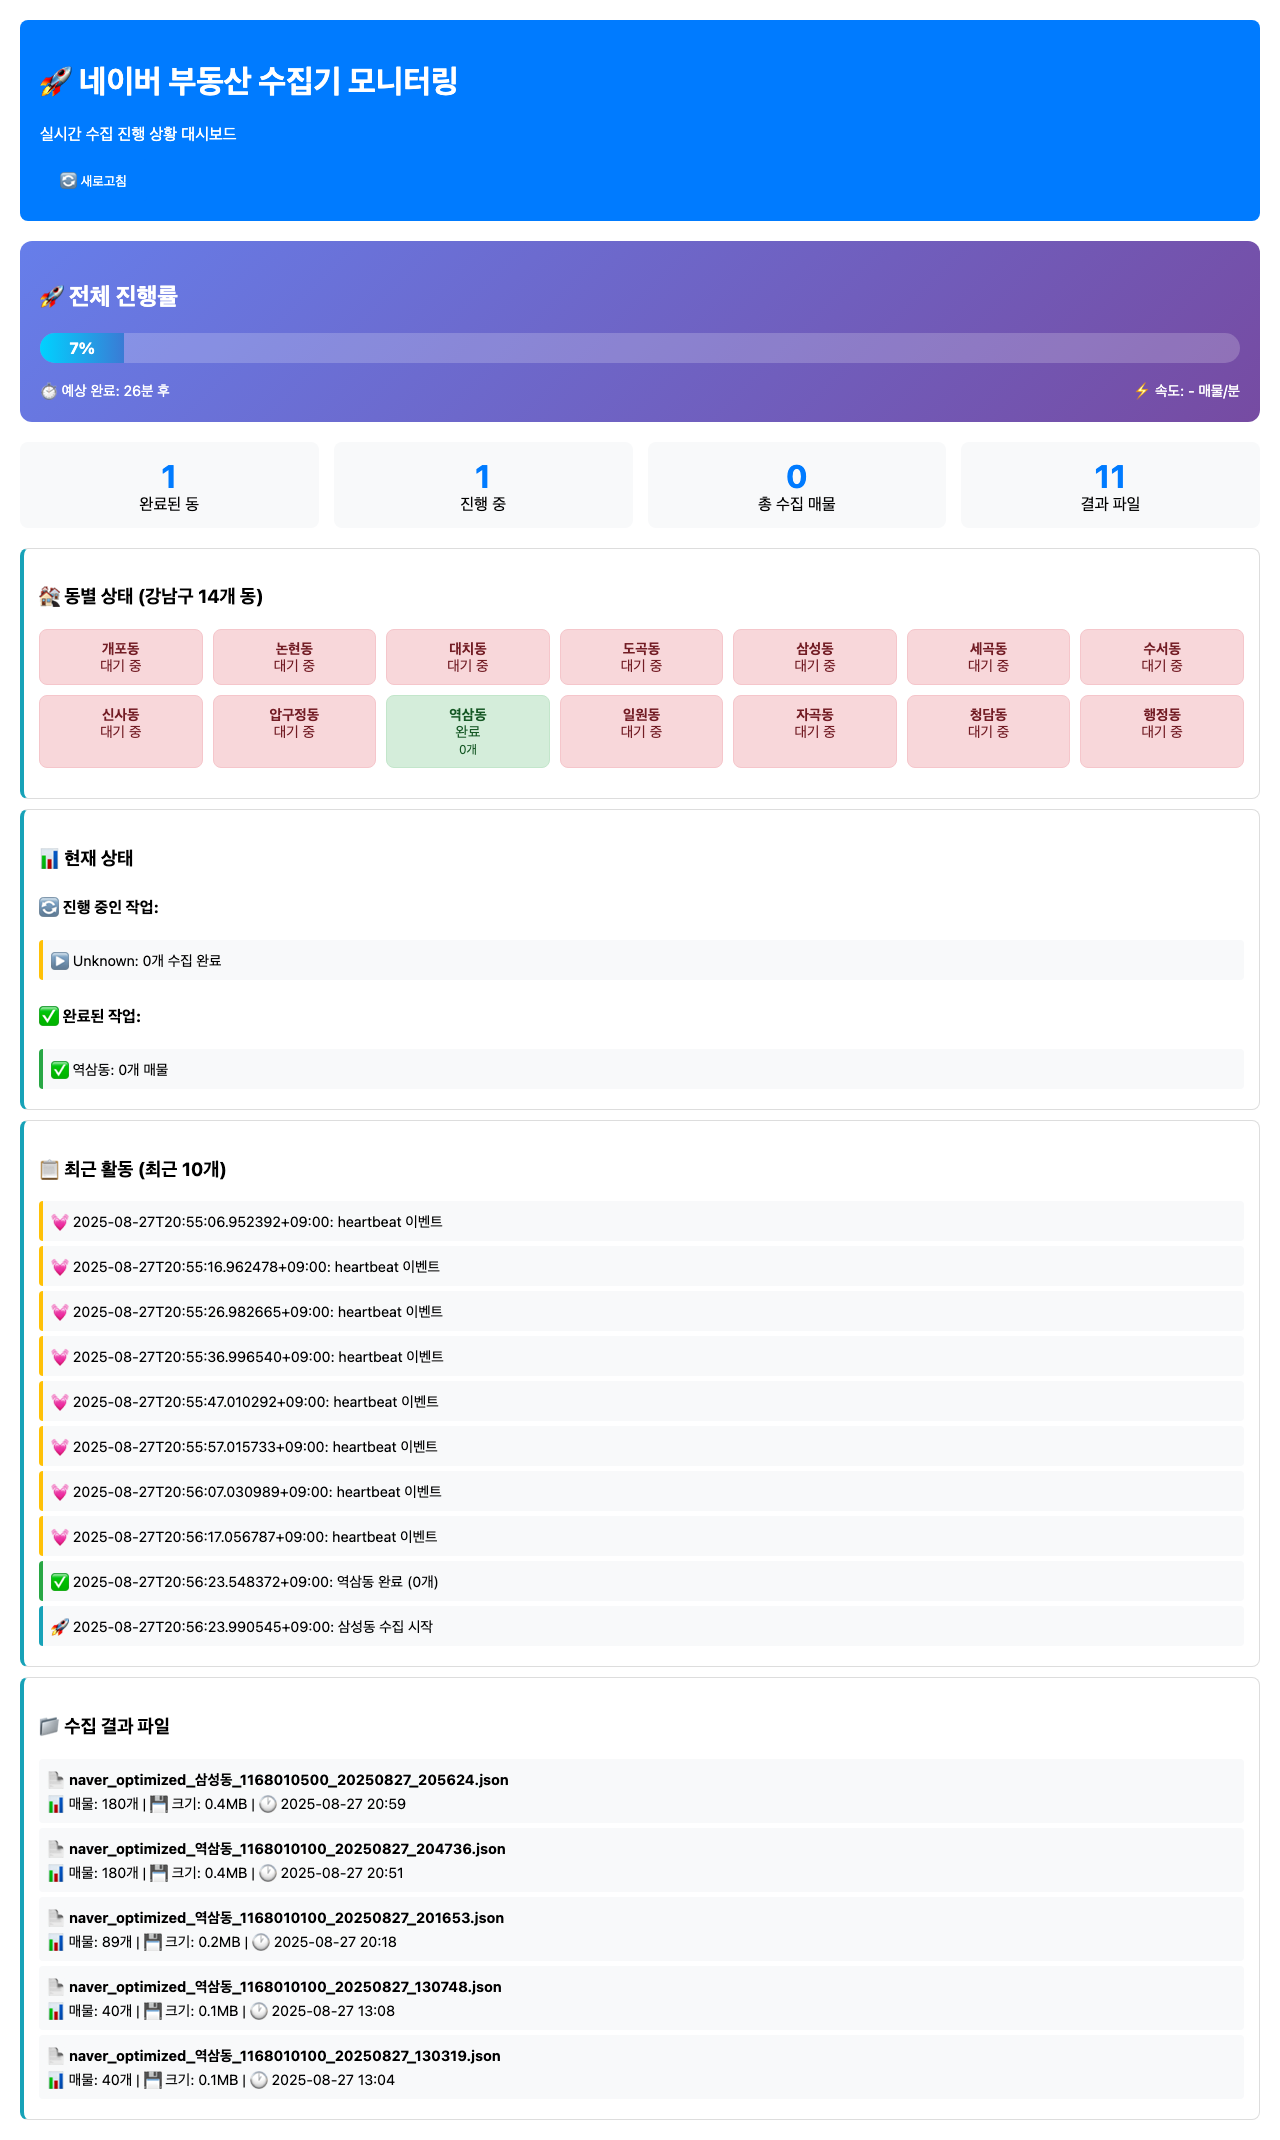 🚀 네이버 부동산 수집기 모니터링
실시간 수집 진행 상황 대시보드
🔄 새로고침
🚀 전체 진행률
7%
⏱️ 예상 완료: 26분 후
⚡ 속도: - 매물/분
1
완료된 동
1
진행 중
0
총 수집 매물
11
결과 파일
🏘️ 동별 상태 (강남구 14개 동)
개포동
대기 중
논현동
대기 중
대치동
대기 중
도곡동
대기 중
삼성동
대기 중
세곡동
대기 중
수서동
대기 중
신사동
대기 중
압구정동
대기 중
역삼동
완료
0개
일원동
대기 중
자곡동
대기 중
청담동
대기 중
행정동
대기 중
📊 현재 상태
🔄 진행 중인 작업:
▶️ Unknown: 0개 수집 완료
✅ 완료된 작업:
✅ 역삼동: 0개 매물
📋 최근 활동 (최근 10개)
💓 2025-08-27T20:55:06.952392+09:00: heartbeat 이벤트
💓 2025-08-27T20:55:16.962478+09:00: heartbeat 이벤트
💓 2025-08-27T20:55:26.982665+09:00: heartbeat 이벤트
💓 2025-08-27T20:55:36.996540+09:00: heartbeat 이벤트
💓 2025-08-27T20:55:47.010292+09:00: heartbeat 이벤트
💓 2025-08-27T20:55:57.015733+09:00: heartbeat 이벤트
💓 2025-08-27T20:56:07.030989+09:00: heartbeat 이벤트
💓 2025-08-27T20:56:17.056787+09:00: heartbeat 이벤트
✅ 2025-08-27T20:56:23.548372+09:00: 역삼동 완료 (0개)
🚀 2025-08-27T20:56:23.990545+09:00: 삼성동 수집 시작
📁 수집 결과 파일
📄 naver_optimized_삼성동_1168010500_20250827_205624.json
📊 매물: 180개 | 💾 크기: 0.4MB | 🕐 2025-08-27 20:59
📄 naver_optimized_역삼동_1168010100_20250827_204736.json
📊 매물: 180개 | 💾 크기: 0.4MB | 🕐 2025-08-27 20:51
📄 naver_optimized_역삼동_1168010100_20250827_201653.json
📊 매물: 89개 | 💾 크기: 0.2MB | 🕐 2025-08-27 20:18
📄 naver_optimized_역삼동_1168010100_20250827_130748.json
📊 매물: 40개 | 💾 크기: 0.1MB | 🕐 2025-08-27 13:08
📄 naver_optimized_역삼동_1168010100_20250827_130319.json
📊 매물: 40개 | 💾 크기: 0.1MB | 🕐 2025-08-27 13:04